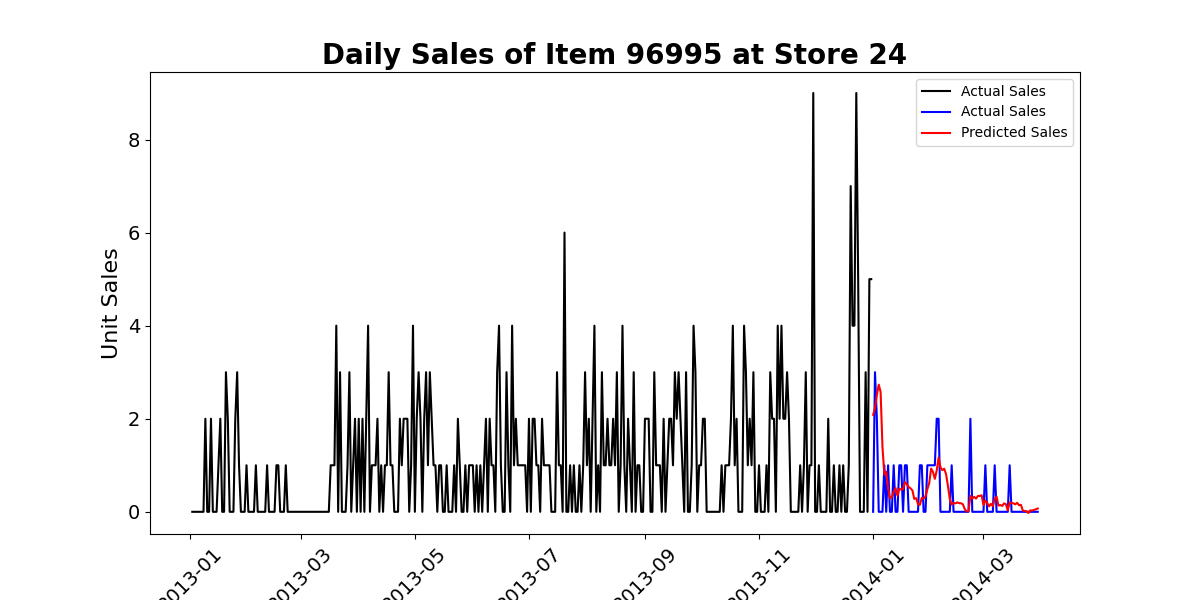 Daily Sales of Item 96995 at Store 24
Actual Sales
Actual Sales
Predicted Sales
Unit Sales
8
6
4
2
0
2013-01
2013-03
2013-05
2013-07
2013-09
2013-11
2014-01
2014-03